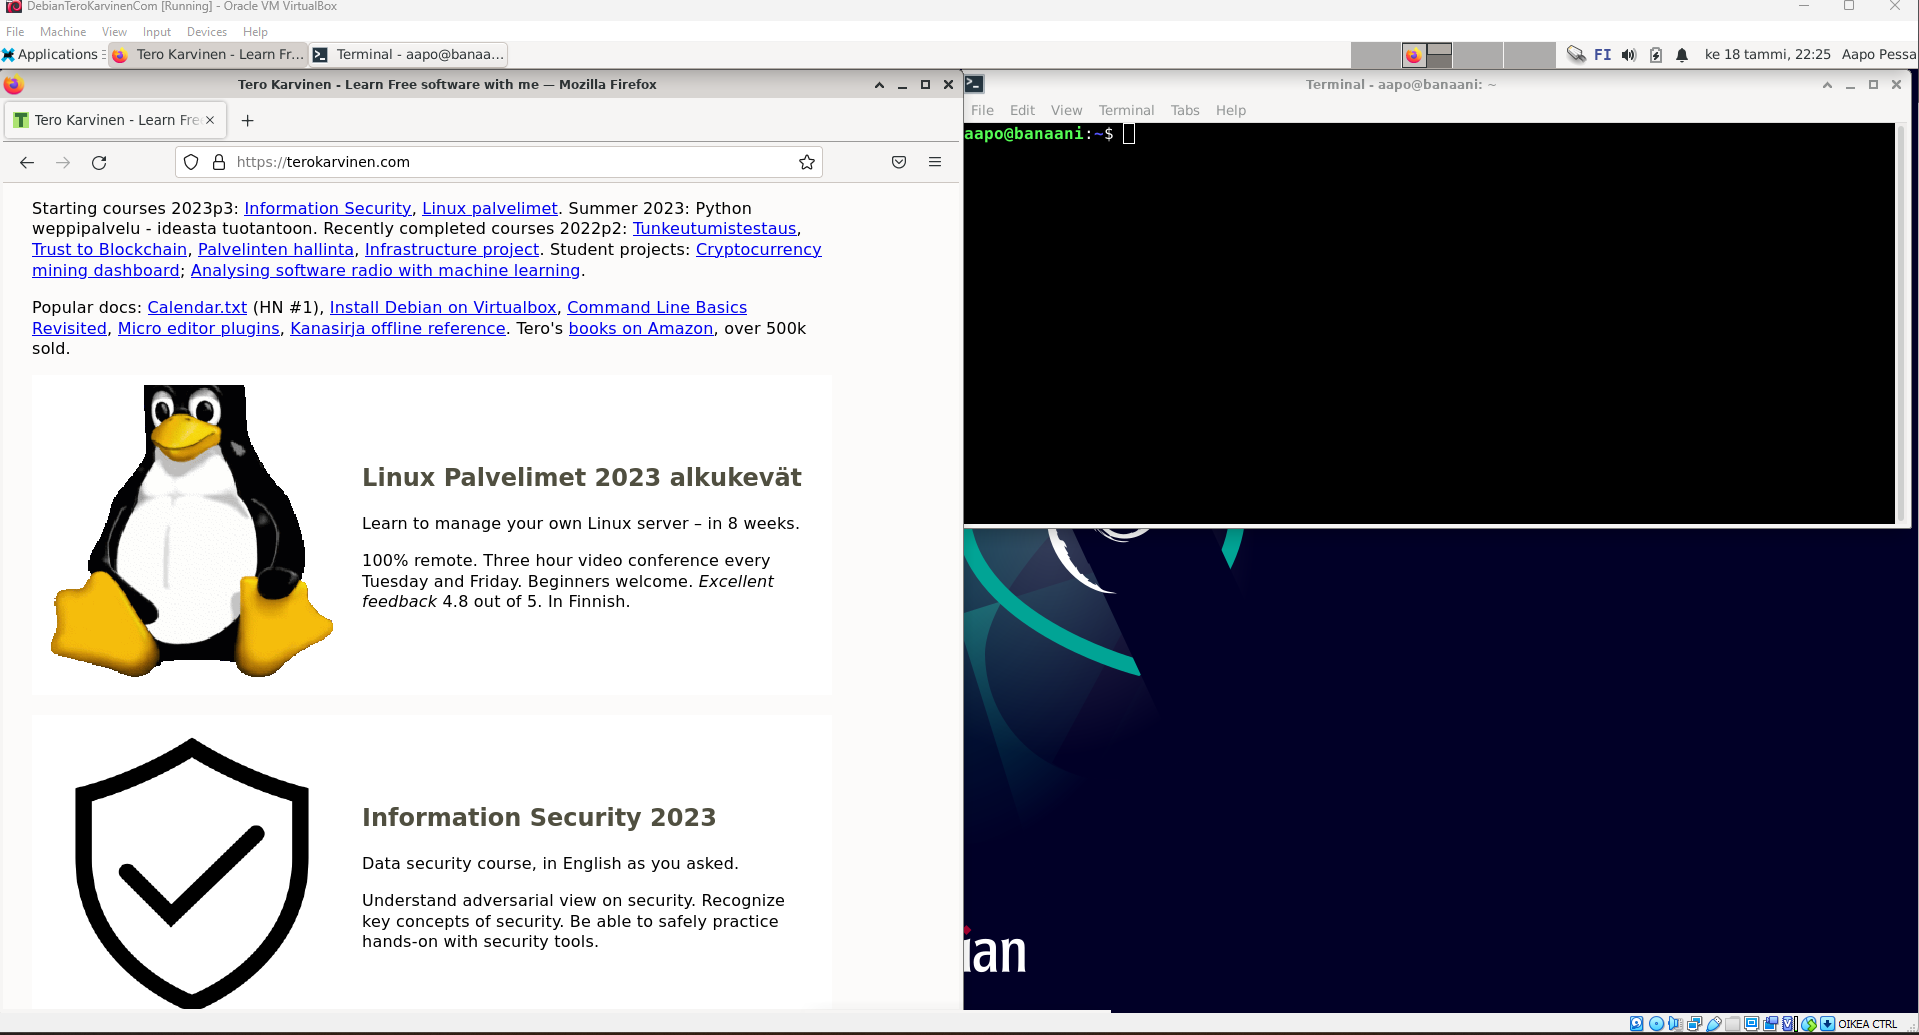 DebianTeroKarvinenCom [Running] - Oracle VM VirtualBox
File Machine View Input Devices Help
Applications Tero Karvinen - Learn Fr... Terminal - aapo@banaa... FI ke 18 tammi, 22:25 Aapo Pessa
Tero Karvinen - Learn Free software with me — Mozilla Firefox
Tero Karvinen - Learn Fre
https://terokarvinen.com
Starting courses 2023p3: Information Security, Linux palvelimet. Summer 2023: Python
weppipalvelu - ideasta tuotantoon. Recently completed courses 2022p2: Tunkeutumistestaus,
Trust to Blockchain, Palvelinten hallinta, Infrastructure project. Student projects: Cryptocurrency
mining dashboard; Analysing software radio with machine learning.
Popular docs: Calendar.txt (HN #1), Install Debian on Virtualbox, Command Line Basics
Revisited, Micro editor plugins, Kanasirja offline reference. Tero's books on Amazon, over 500k
sold.
Linux Palvelimet 2023 alkukevät
Learn to manage your own Linux server – in 8 weeks.
100% remote. Three hour video conference every
Tuesday and Friday. Beginners welcome. Excellent
feedback 4.8 out of 5. In Finnish.
Information Security 2023
Data security course, in English as you asked.
Understand adversarial view on security. Recognize
key concepts of security. Be able to safely practice
hands-on with security tools.
Terminal - aapo@banaani: ~
File Edit View Terminal Tabs Help
aapo@banaani:~$
ian
OIKEA CTRL